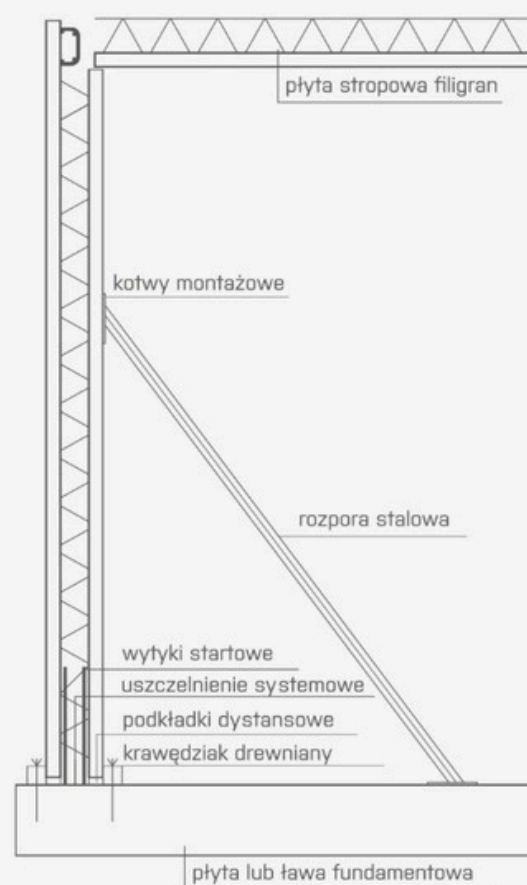 płyta stropowa filigran
kotwy montażowe
rozpora stalowa
wytyki startowe
uszczelnienie systemowe
podkładki dystansowe
krawędziak drewniany
płyta lub ława fundamentowa